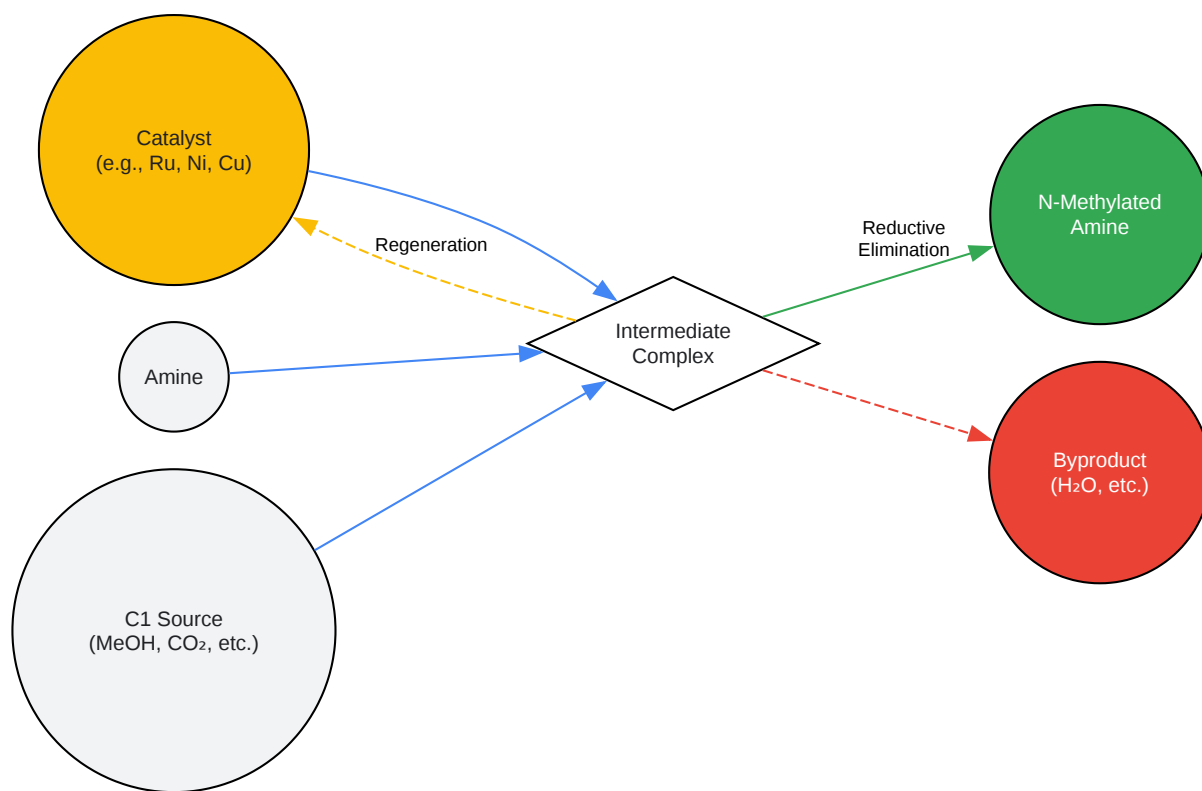 Catalyst
(e.g., Ru, Ni, Cu)
Regeneration
Amine
C1 Source
(MeOH, CO₂, etc.)
Intermediate
Complex
Reductive
Elimination
N-Methylated
Amine
Byproduct
(H₂O, etc.)